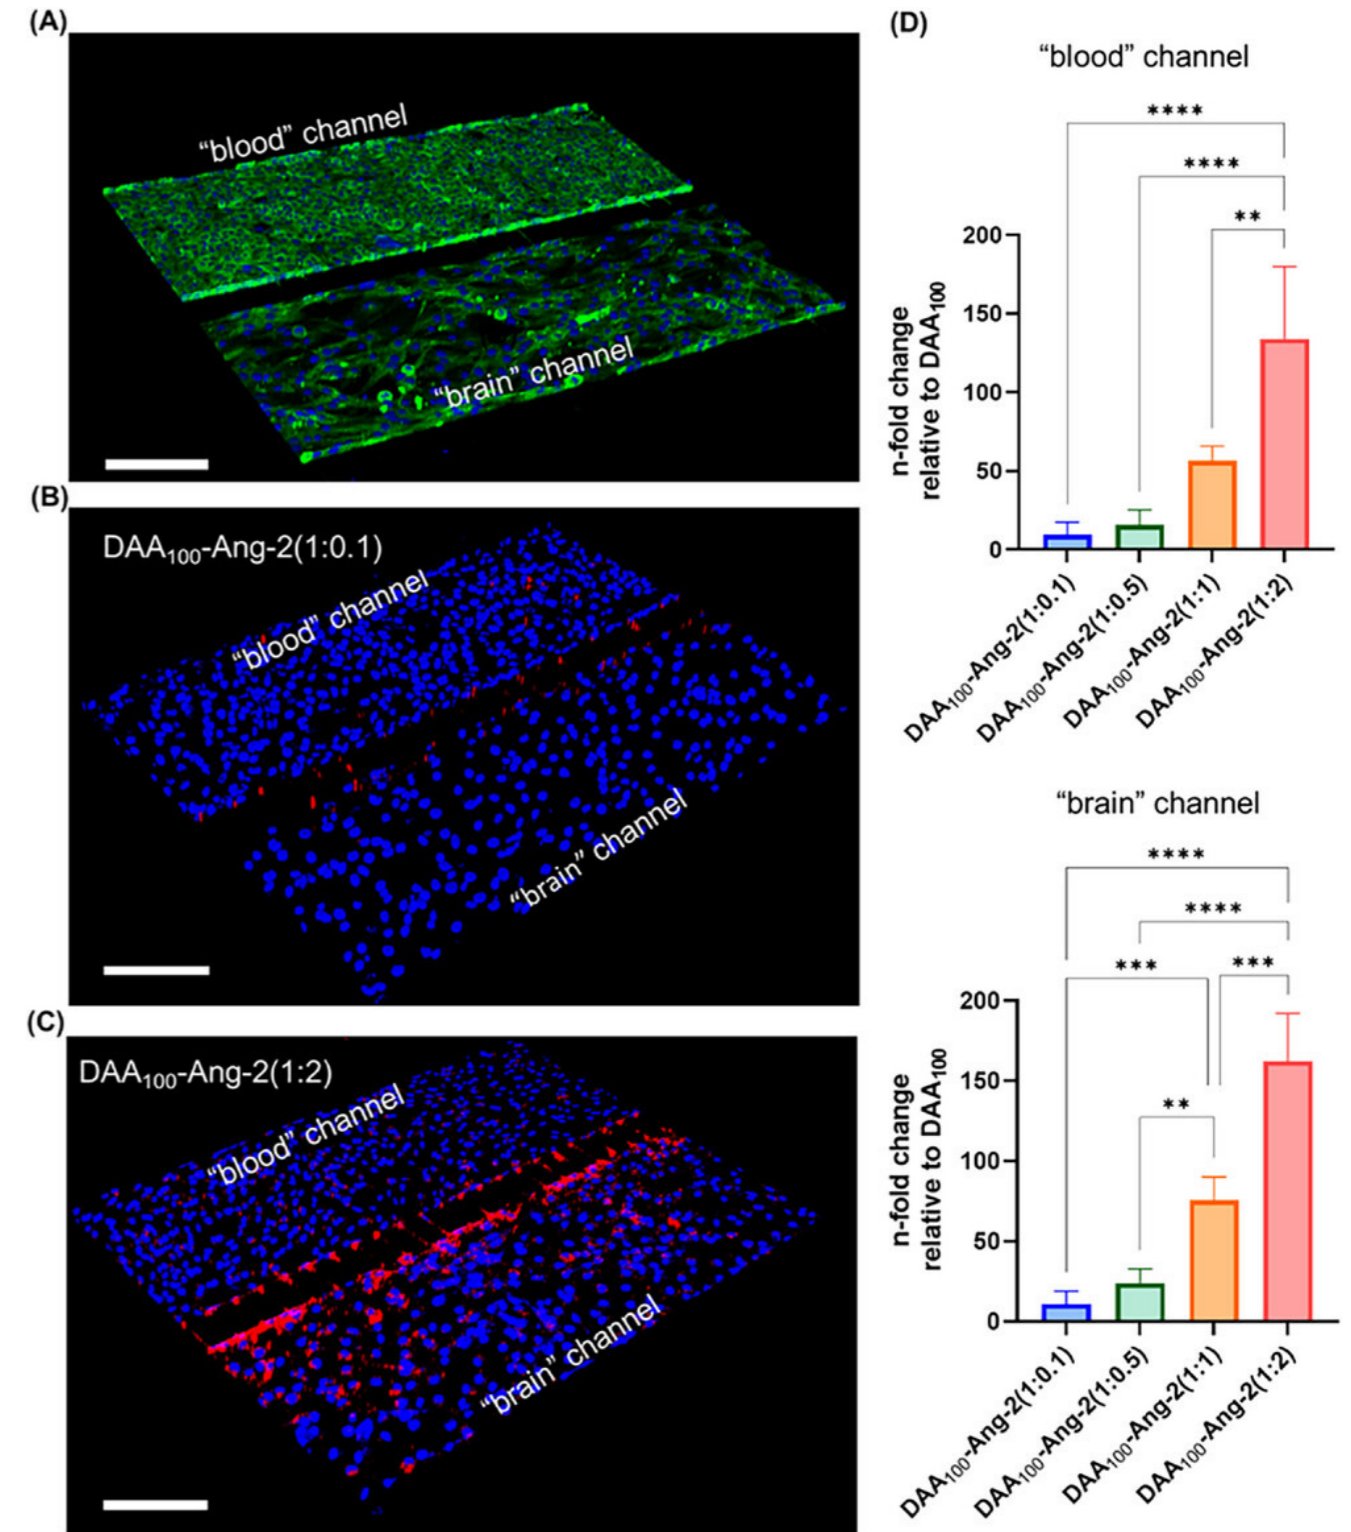 (A)
“blood” channel
“brain” channel
(B)
DAA₁₀₀-Ang-2(1:0.1)
“blood” channel
“brain” channel
(C)
DAA₁₀₀-Ang-2(1:2)
“blood” channel
“brain” channel
(D)
“blood” channel
****
****
**
n-fold change
relative to DAA₁₀₀
200
150
100
50
0
DAA₁₀₀-Ang-2(1:0.1)
DAA₁₀₀-Ang-2(1:0.5)
DAA₁₀₀-Ang-2(1:1)
DAA₁₀₀-Ang-2(1:2)
“brain” channel
****
****
***
***
**
n-fold change
relative to DAA₁₀₀
200
150
100
50
0
DAA₁₀₀-Ang-2(1:0.1)
DAA₁₀₀-Ang-2(1:0.5)
DAA₁₀₀-Ang-2(1:1)
DAA₁₀₀-Ang-2(1:2)